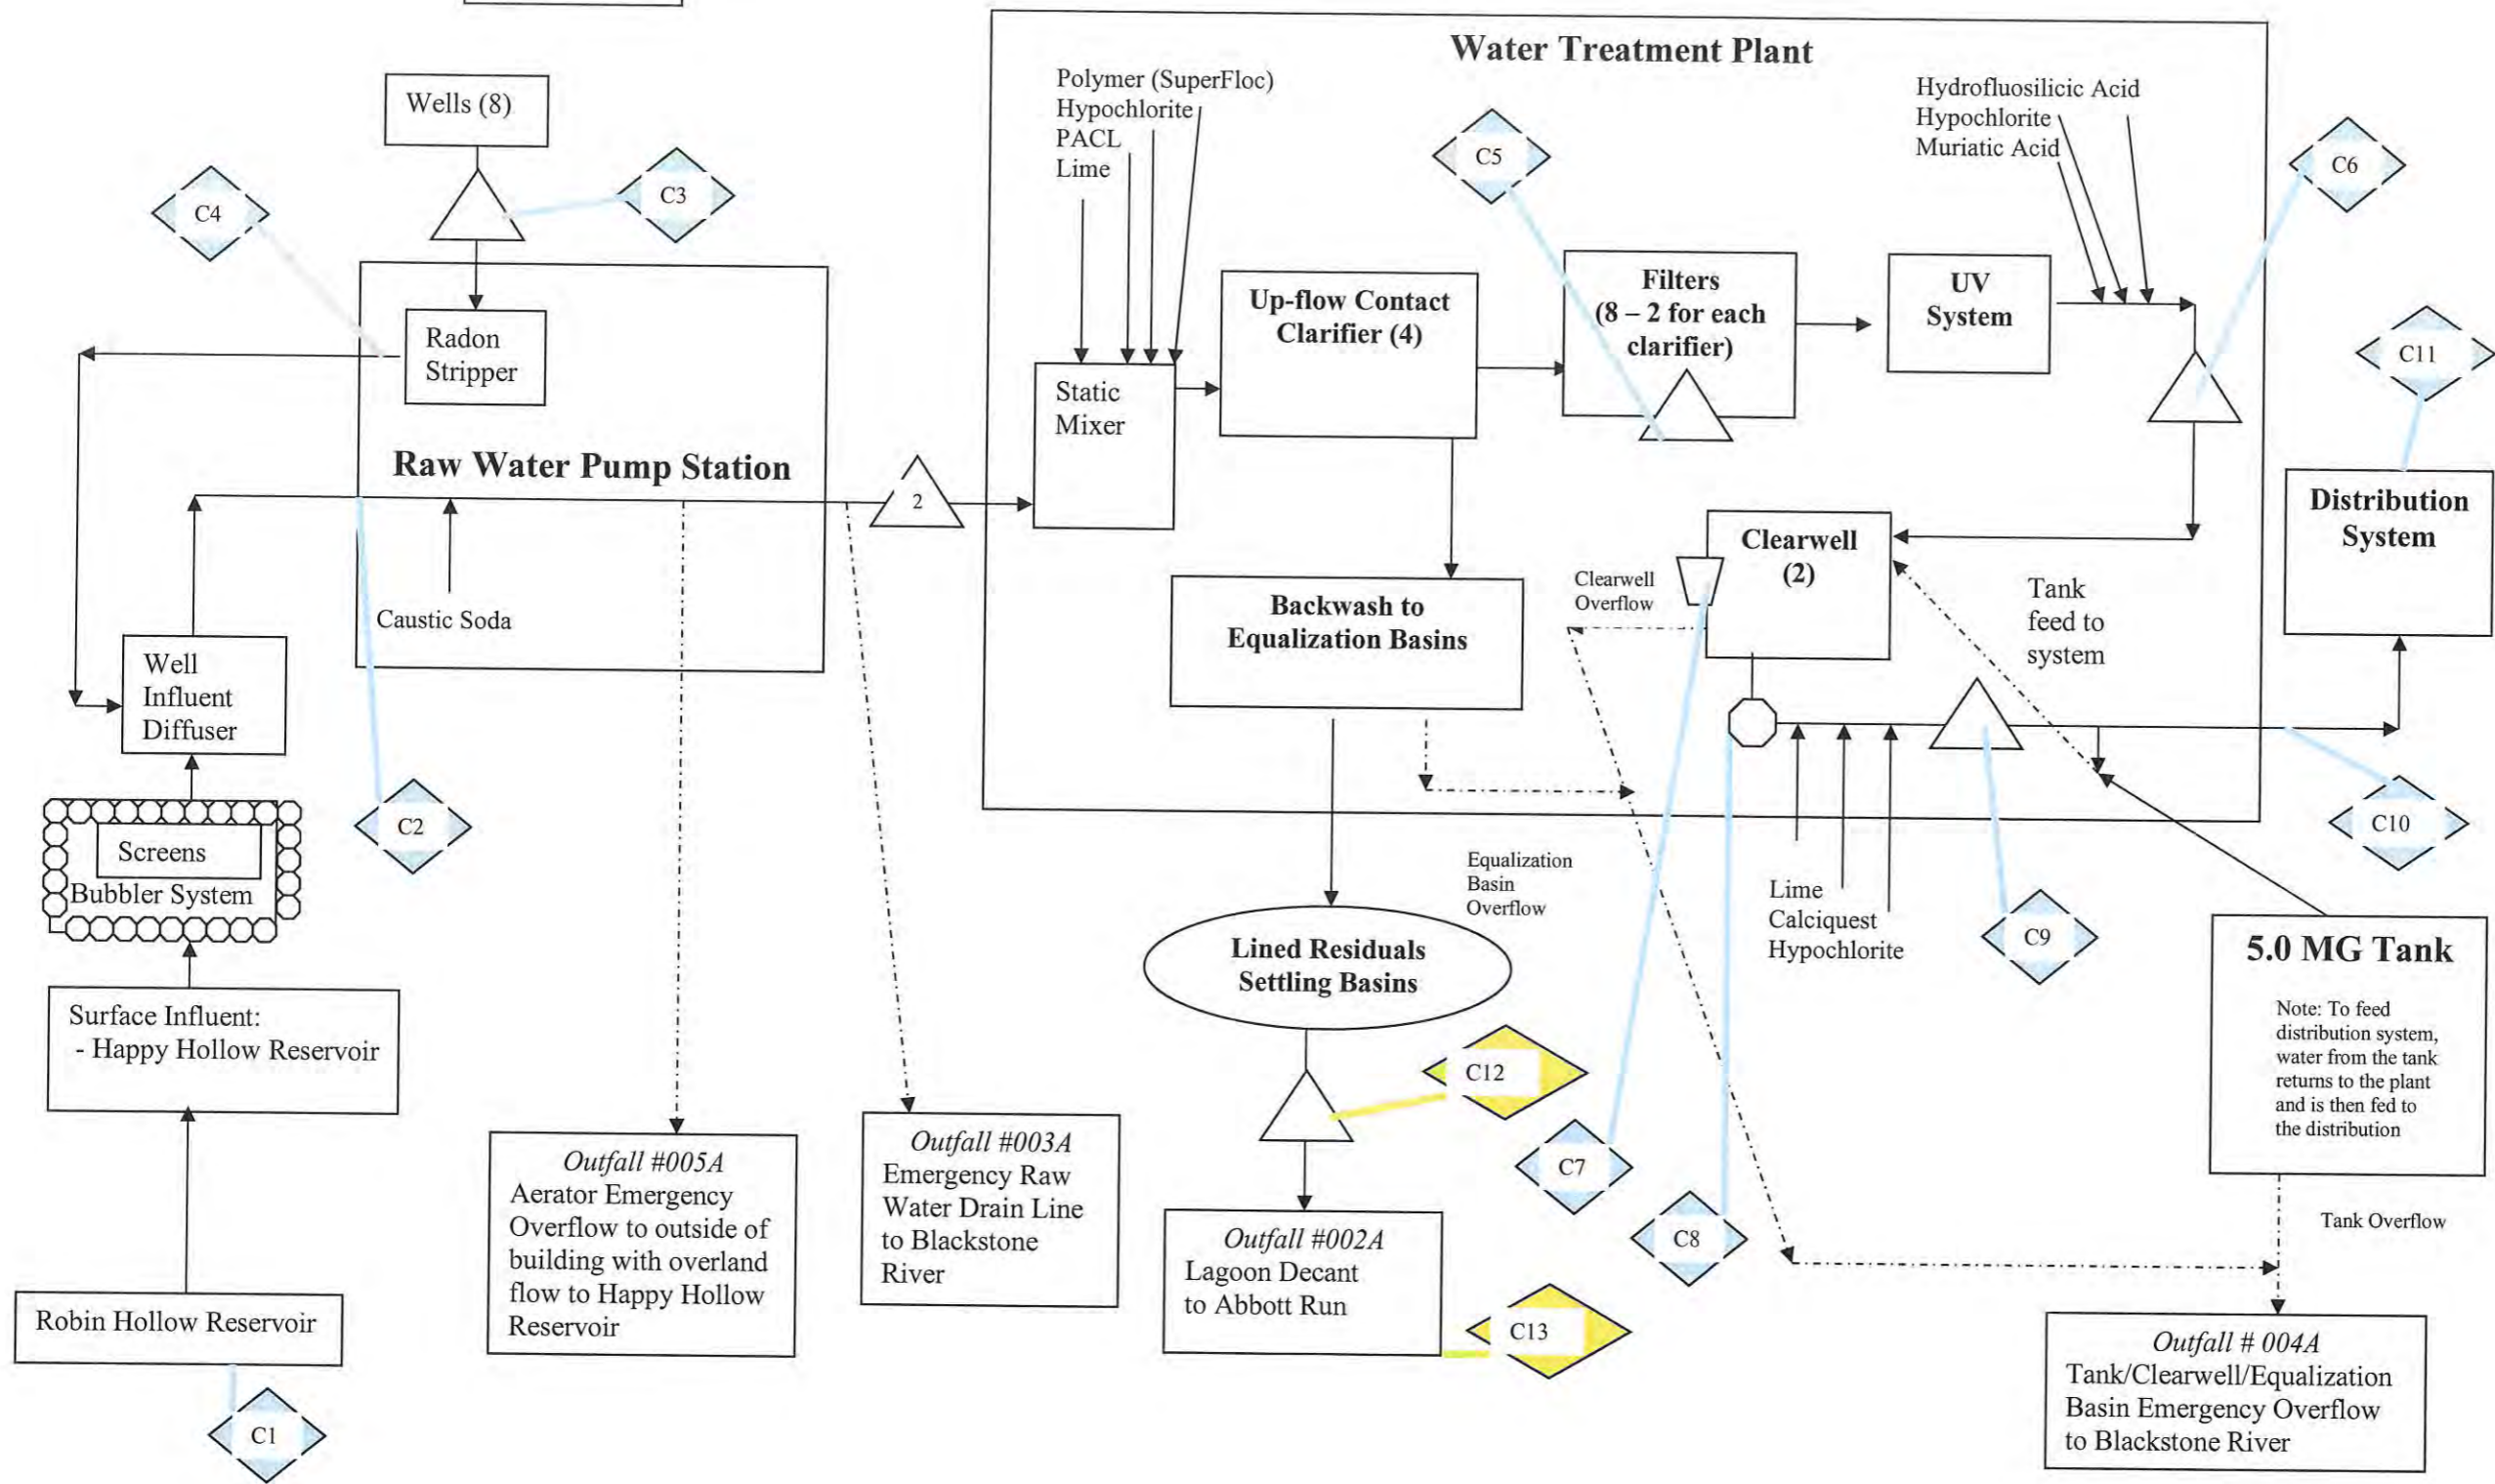 Water Treatment Plant
Wells (8)
C4
C3
Radon
Stripper
Raw Water Pump Station
Caustic Soda
Well
Influent
Diffuser
C2
Screens
Bubbler System
Surface Influent:
- Happy Hollow Reservoir
Robin Hollow Reservoir
C1
2
Polymer (SuperFloc)
Hypochlorite
PACL
Lime
Static
Mixer
Up-flow Contact
Clarifier (4)
C5
Filters
(8 – 2 for each
clarifier)
UV
System
Hydrofluosilicic Acid
Hypochlorite
Muriatic Acid
C6
C11
Distribution
System
Clearwell
(2)
Clearwell
Overflow
Tank
feed to
system
Backwash to
Equalization Basins
Equalization
Basin
Overflow
Lime
Calciquest
Hypochlorite
C9
C10
Lined Residuals
Settling Basins
C12
C7
C8
5.0 MG Tank
Note: To feed
distribution system,
water from the tank
returns to the plant
and is then fed to
the distribution
Tank Overflow
Outfall #005A
Aerator Emergency
Overflow to outside of
building with overland
flow to Happy Hollow
Reservoir
Outfall #003A
Emergency Raw
Water Drain Line
to Blackstone
River
Outfall #002A
Lagoon Decant
to Abbott Run
C13
Outfall # 004A
Tank/Clearwell/Equalization
Basin Emergency Overflow
to Blackstone River